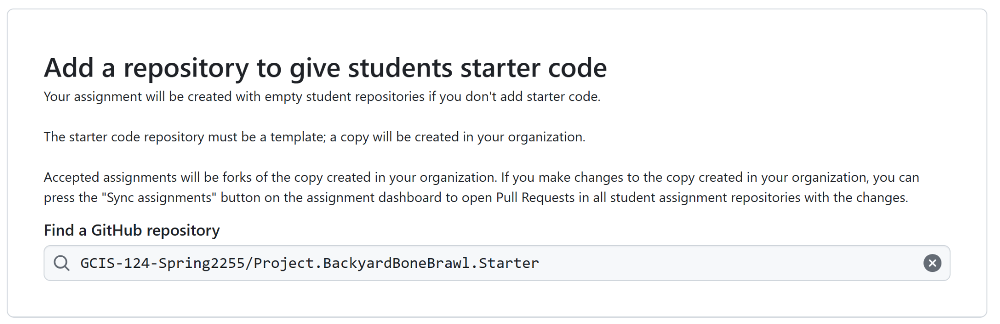 Add a repository to give students starter code
Your assignment will be created with empty student repositories if you don't add starter code.
The starter code repository must be a template; a copy will be created in your organization.
Accepted assignments will be forks of the copy created in your organization. If you make changes to the copy created in your organization, you can
press the "Sync assignments" button on the assignment dashboard to open Pull Requests in all student assignment repositories with the changes.
Find a GitHub repository
GCIS-124-Spring2255/Project.BackyardBoneBrawl.Starter